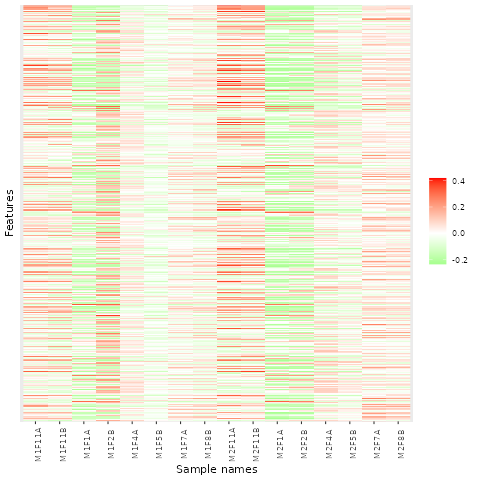 Features
0.4
0.2
0.0
-0.2
M1F11A
M1F11B
M1F1A
M1F2B
M1F4A
M1F5B
M1F7A
M1F8B
M2F11A
M2F11B
M2F1A
M2F2B
M2F4A
M2F5B
M2F7A
M2F8B
Sample names